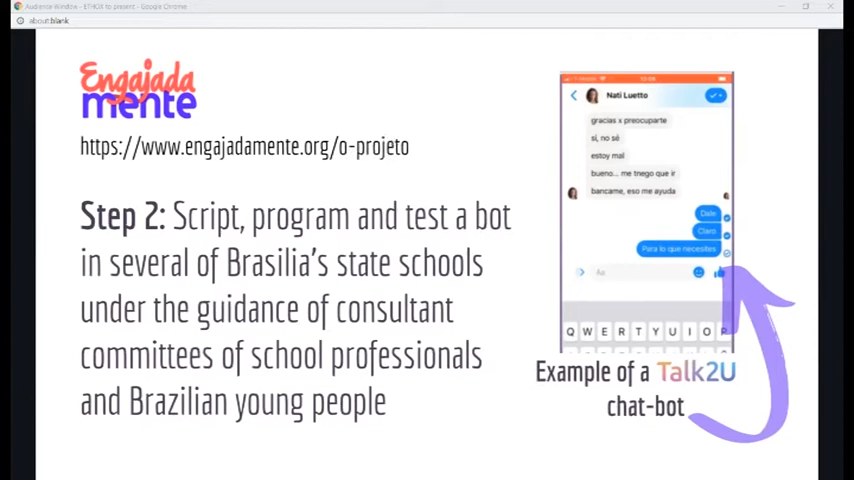 Audience Window - ETHOX to present - Google Chrome
about:blank
Engajada
mente
https://www.engajadamente.org/o-projeto
Step 2: Script, program and test a bot
in several of Brasilia's state schools
under the guidance of consultant
committees of school professionals
and Brazilian young people
Nati Luetto
gracias x preocuparte
sí, no sé
estoy mal
bueno... me tnego que ir
bancame, eso me ayuda
Dale
Claro
Para lo que necesites
Aa
Q W E R T Y U I O P
Example of a Talk2U
chat-bot